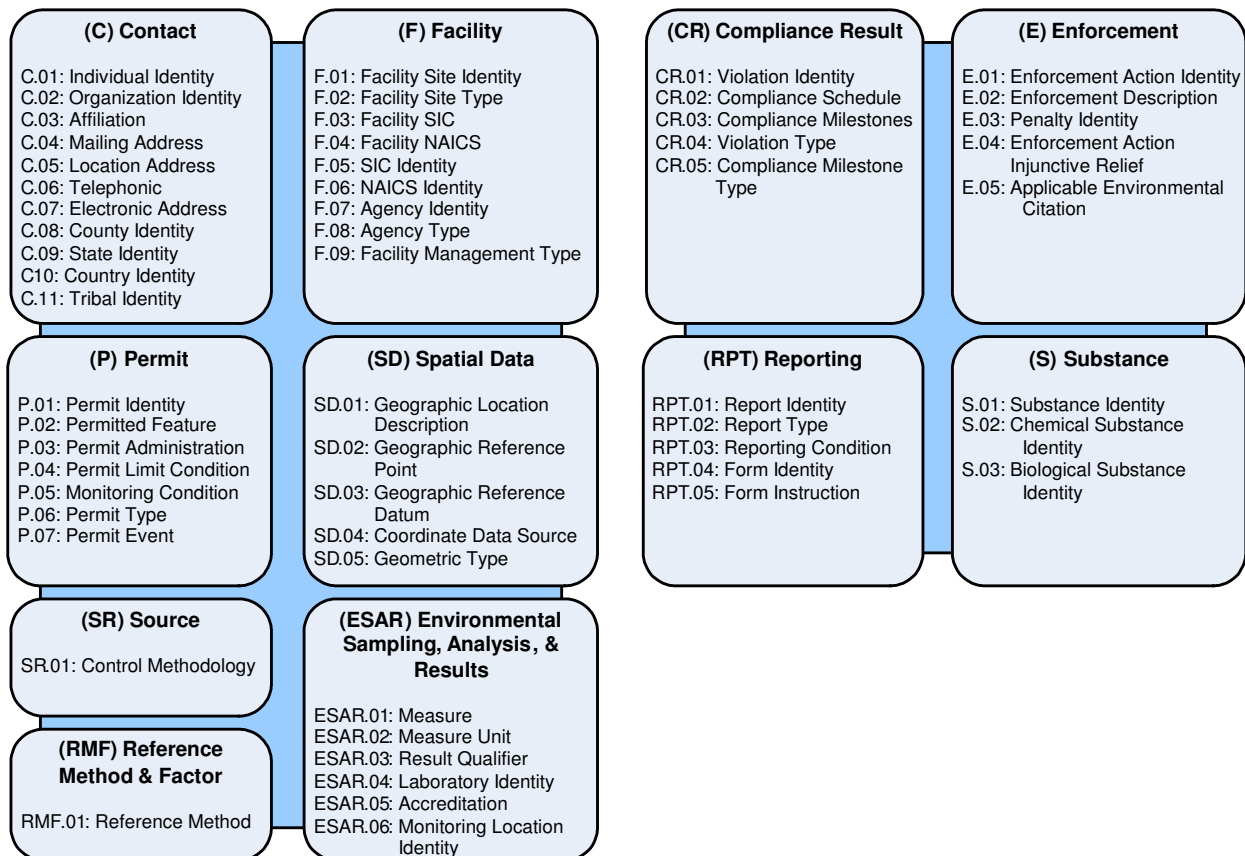 (C) Contact
C.01: Individual Identity
C.02: Organization Identity
C.03: Affiliation
C.04: Mailing Address
C.05: Location Address
C.06: Telephonic
C.07: Electronic Address
C.08: County Identity
C.09: State Identity
C10: Country Identity
C.11: Tribal Identity
(F) Facility
F.01: Facility Site Identity
F.02: Facility Site Type
F.03: Facility SIC
F.04: Facility NAICS
F.05: SIC Identity
F.06: NAICS Identity
F.07: Agency Identity
F.08: Agency Type
F.09: Facility Management Type
(CR) Compliance Result
CR.01: Violation Identity
CR.02: Compliance Schedule
CR.03: Compliance Milestones
CR.04: Violation Type
CR.05: Compliance Milestone
Type
(E) Enforcement
E.01: Enforcement Action Identity
E.02: Enforcement Description
E.03: Penalty Identity
E.04: Enforcement Action
Injunctive Relief
E.05: Applicable Environmental
Citation
(P) Permit
P.01: Permit Identity
P.02: Permitted Feature
P.03: Permit Administration
P.04: Permit Limit Condition
P.05: Monitoring Condition
P.06: Permit Type
P.07: Permit Event
(SD) Spatial Data
SD.01: Geographic Location
Description
SD.02: Geographic Reference
Point
SD.03: Geographic Reference
Datum
SD.04: Coordinate Data Source
SD.05: Geometric Type
(RPT) Reporting
RPT.01: Report Identity
RPT.02: Report Type
RPT.03: Reporting Condition
RPT.04: Form Identity
RPT.05: Form Instruction
(S) Substance
S.01: Substance Identity
S.02: Chemical Substance
Identity
S.03: Biological Substance
Identity
(SR) Source
SR.01: Control Methodology
(ESAR) Environmental
Sampling, Analysis, &
Results
ESAR.01: Measure
ESAR.02: Measure Unit
ESAR.03: Result Qualifier
ESAR.04: Laboratory Identity
ESAR.05: Accreditation
ESAR.06: Monitoring Location
Identity
(RMF) Reference
Method & Factor
RMF.01: Reference Method